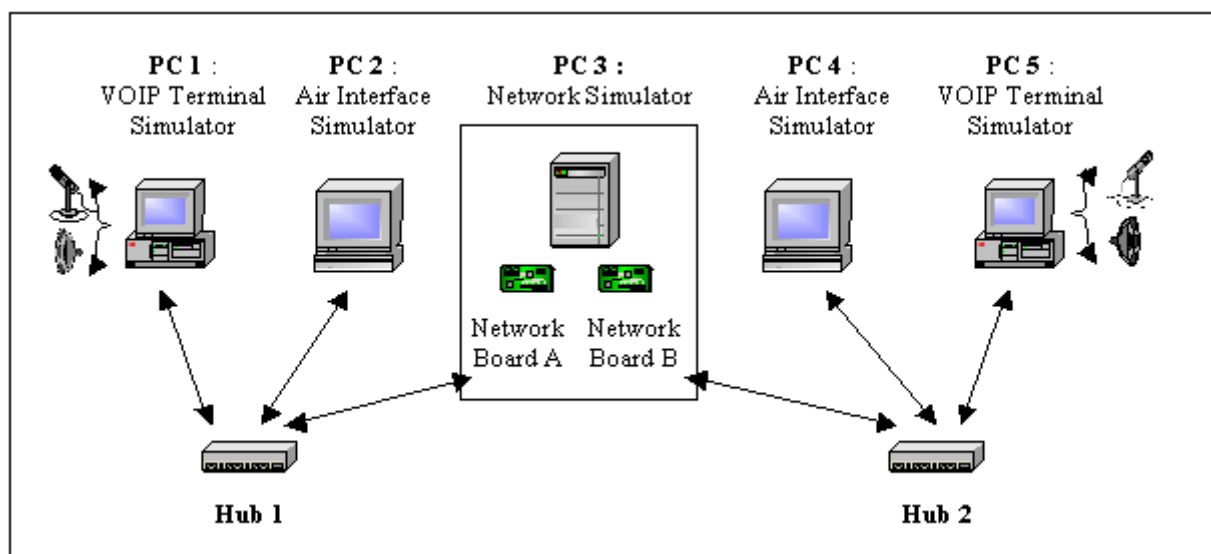 PC 1 :
VOIP Terminal
Simulator
PC 2 :
Air Interface
Simulator
PC 3 :
Network Simulator
PC 4 :
Air Interface
Simulator
PC 5 :
VOIP Terminal
Simulator
Network
Board A
Network
Board B
Hub 1
Hub 2